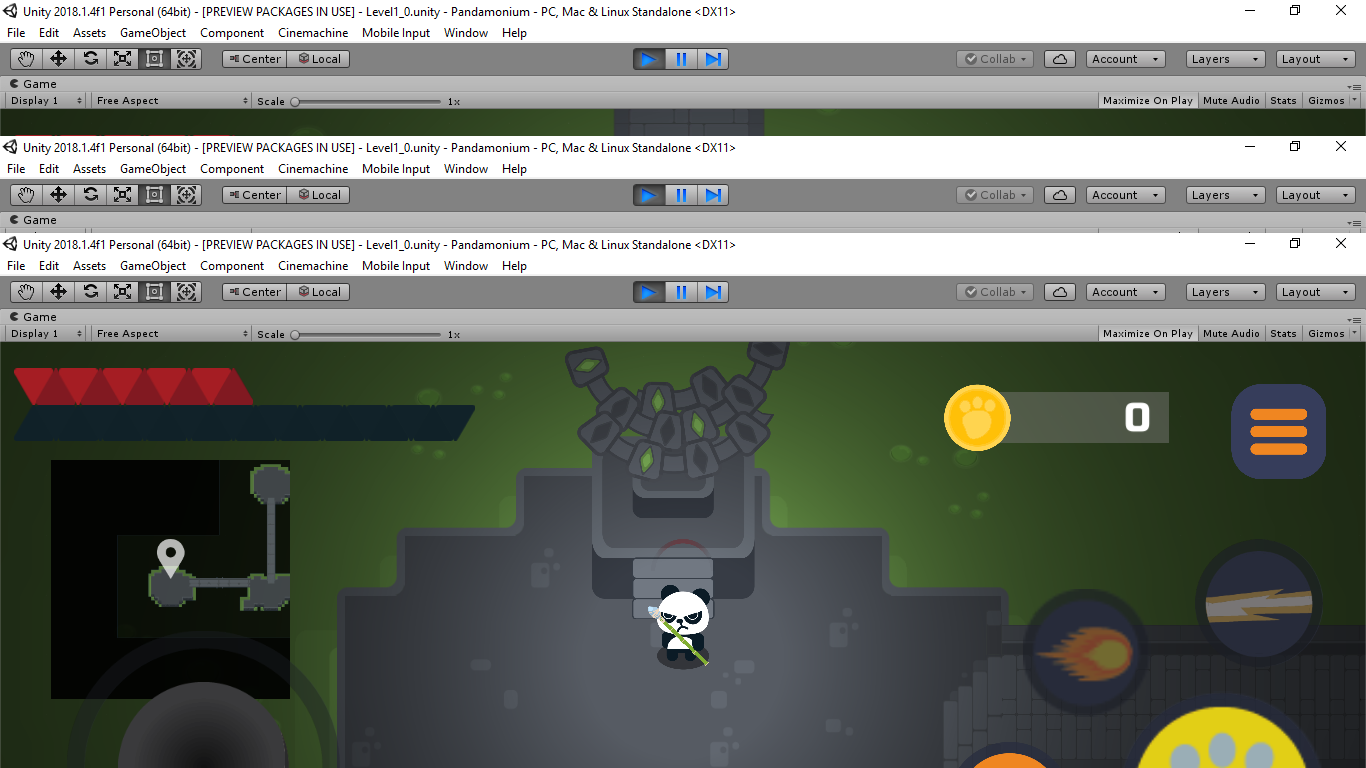 Unity 2018.1.4f1 Personal (64bit) - [PREVIEW PACKAGES IN USE] - Level1_0.unity - Pandamonium - PC, Mac & Linux Standalone <DX11>
File Edit Assets GameObject Component Cinemachine Mobile Input Window Help
Center Local Collab Account Layers Layout
Game
Display 1 Free Aspect Scale 1x Maximize On Play Mute Audio Stats Gizmos
Unity 2018.1.4f1 Personal (64bit) - [PREVIEW PACKAGES IN USE] - Level1_0.unity - Pandamonium - PC, Mac & Linux Standalone <DX11>
File Edit Assets GameObject Component Cinemachine Mobile Input Window Help
Center Local Collab Account Layers Layout
Game
Unity 2018.1.4f1 Personal (64bit) - [PREVIEW PACKAGES IN USE] - Level1_0.unity - Pandamonium - PC, Mac & Linux Standalone <DX11>
File Edit Assets GameObject Component Cinemachine Mobile Input Window Help
Center Local Collab Account Layers Layout
Game
Display 1 Free Aspect Scale 1x Maximize On Play Mute Audio Stats Gizmos
0